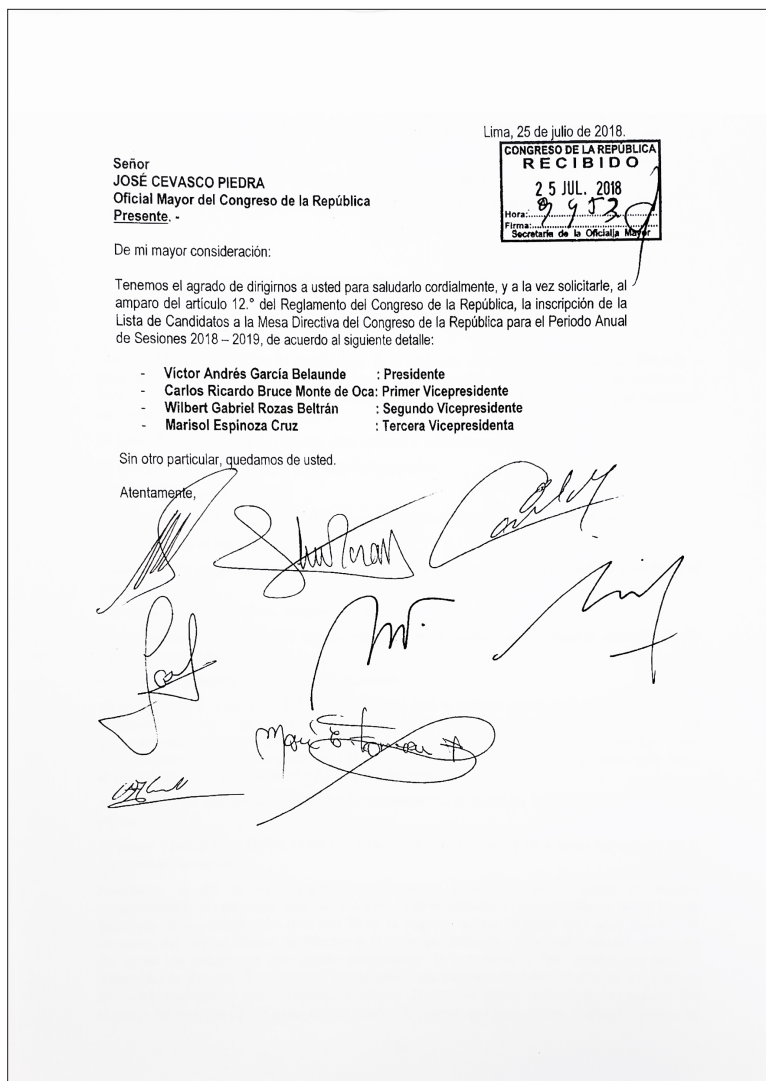 Lima, 25 de julio de 2018.
CONGRESO DE LA REPÚBLICA
RECIBIDO
25 JUL. 2018
Hora:
Firma:
Secretaría de la Oficialía Mayor
Señor
JOSÉ CEVASCO PIEDRA
Oficial Mayor del Congreso de la República
Presente. -
De mi mayor consideración:
Tenemos el agrado de dirigirnos a usted para saludarlo cordialmente, y a la vez solicitarle, al
amparo del artículo 12.° del Reglamento del Congreso de la República, la inscripción de la
Lista de Candidatos a la Mesa Directiva del Congreso de la República para el Periodo Anual
de Sesiones 2018 – 2019, de acuerdo al siguiente detalle:
- Víctor Andrés García Belaunde : Presidente
- Carlos Ricardo Bruce Monte de Oca: Primer Vicepresidente
- Wilbert Gabriel Rozas Beltrán : Segundo Vicepresidente
- Marisol Espinoza Cruz : Tercera Vicepresidenta
Sin otro particular, quedamos de usted.
Atentamente,